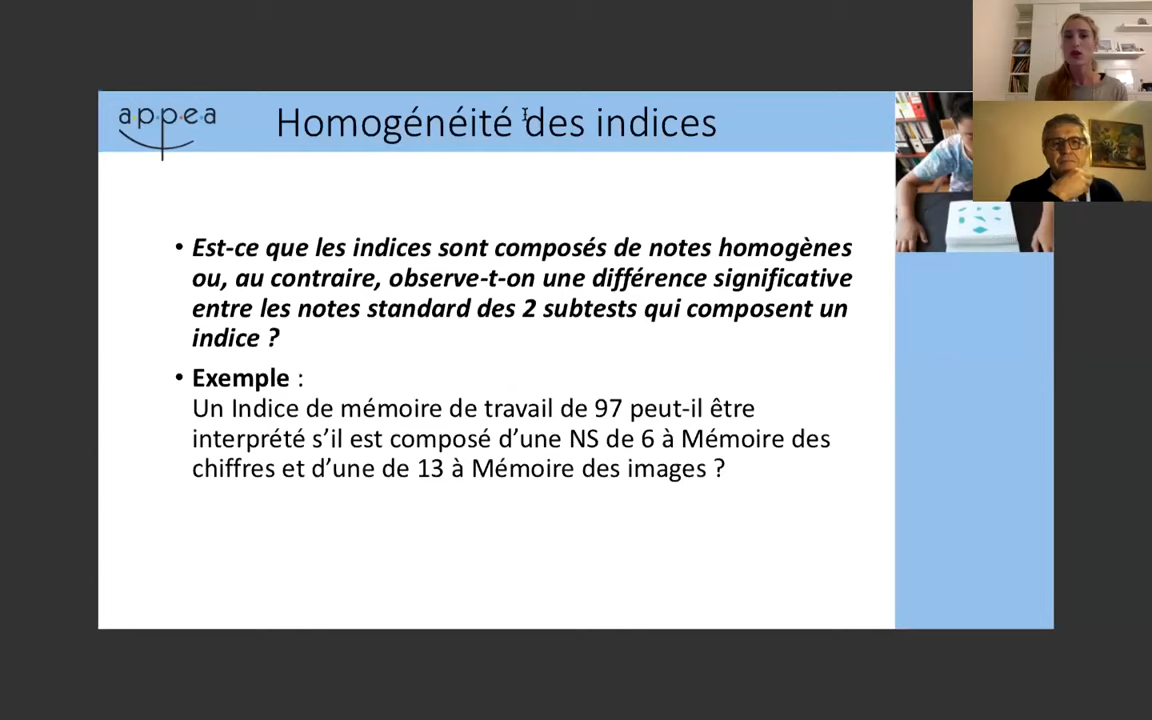 appea
Homogénéité des indices
• Est-ce que les indices sont composés de notes homogènes
ou, au contraire, observe-t-on une différence significative
entre les notes standard des 2 subtests qui composent un
indice ?
• Exemple :
Un Indice de mémoire de travail de 97 peut-il être
interprété s’il est composé d’une NS de 6 à Mémoire des
chiffres et d’une de 13 à Mémoire des images ?